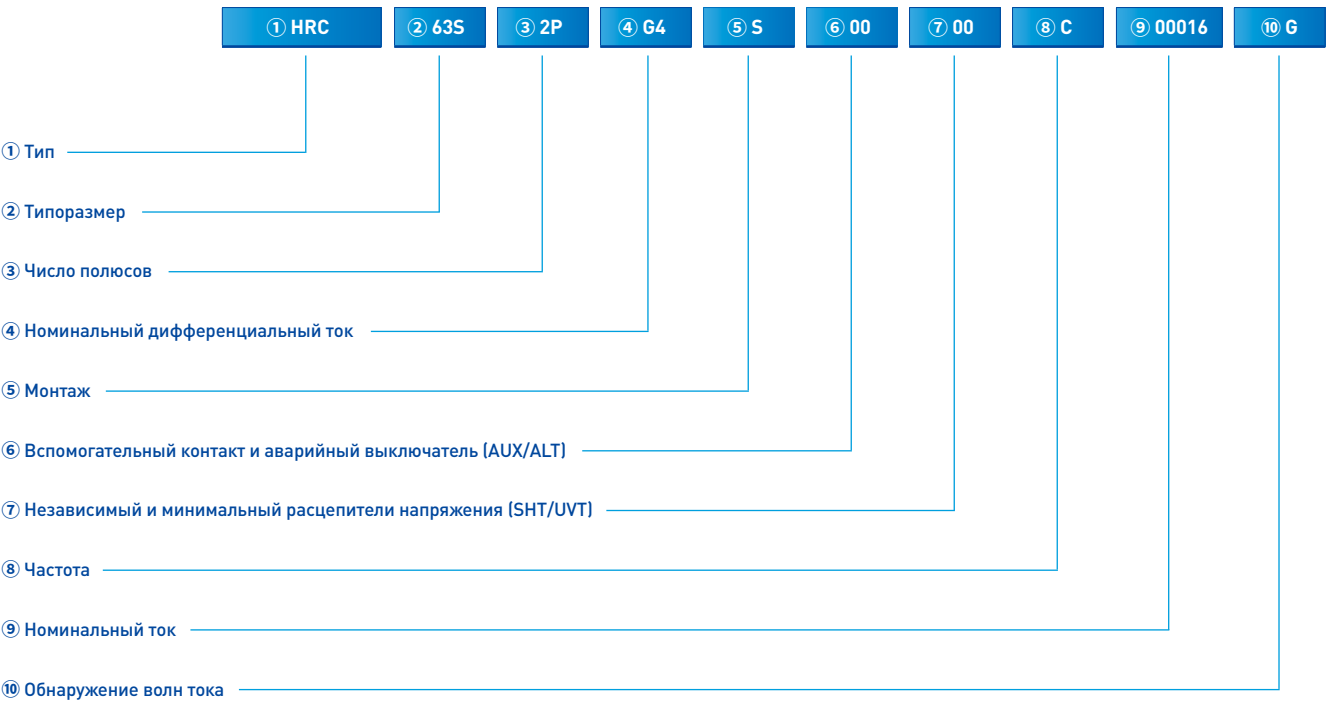 ① HRC ② 63S ③ 2P ④ G4 ⑤ S ⑥ 00 ⑦ 00 ⑧ C ⑨ 00016 ⑩ G
① Тип
② Типоразмер
③ Число полюсов
④ Номинальный дифференциальный ток
⑤ Монтаж
⑥ Вспомогательный контакт и аварийный выключатель (AUX/ALT)
⑦ Независимый и минимальный расцепители напряжения (SHT/UVT)
⑧ Частота
⑨ Номинальный ток
⑩ Обнаружение волн тока